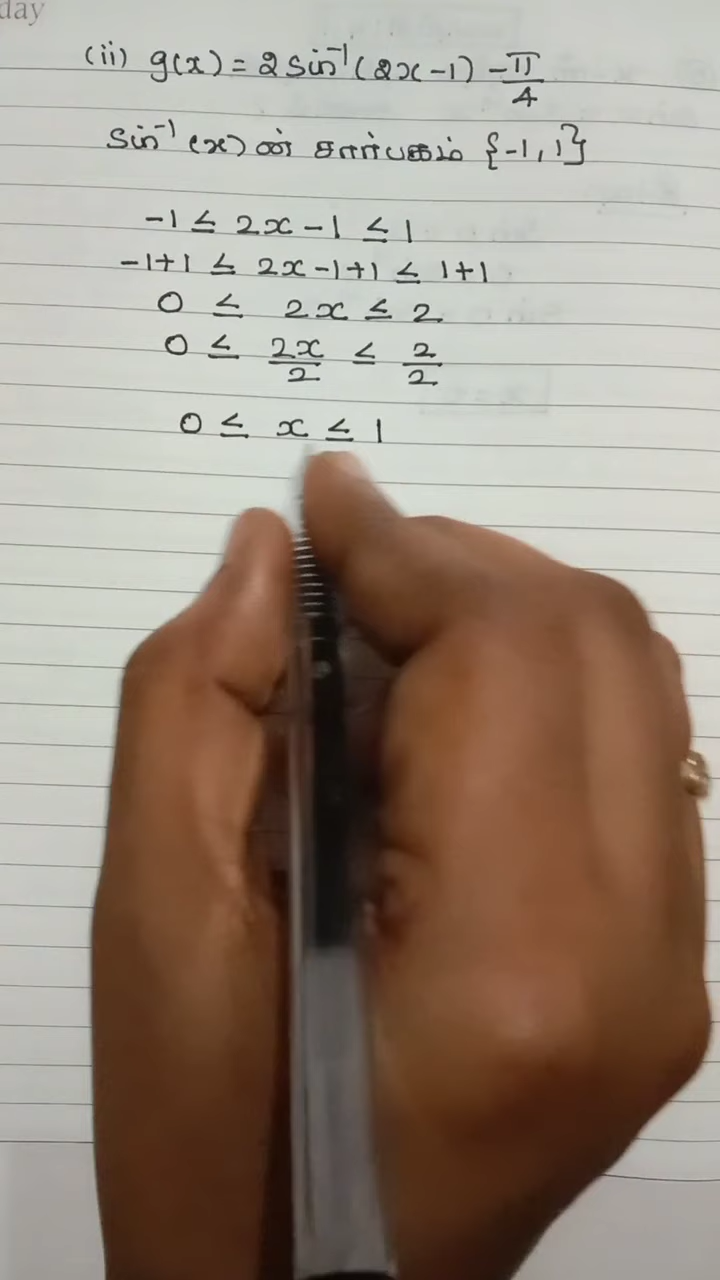 day
(ii) g(x) = 2 sin⁻¹(2x-1) - π/4
sin⁻¹(x) ன் சார்பகம் {-1, 1}
-1 ≤ 2x - 1 ≤ 1
-1+1 ≤ 2x-1+1 ≤ 1+1
0 ≤ 2x ≤ 2
0 ≤ 2x/2 ≤ 2/2
0 ≤ x ≤ 1